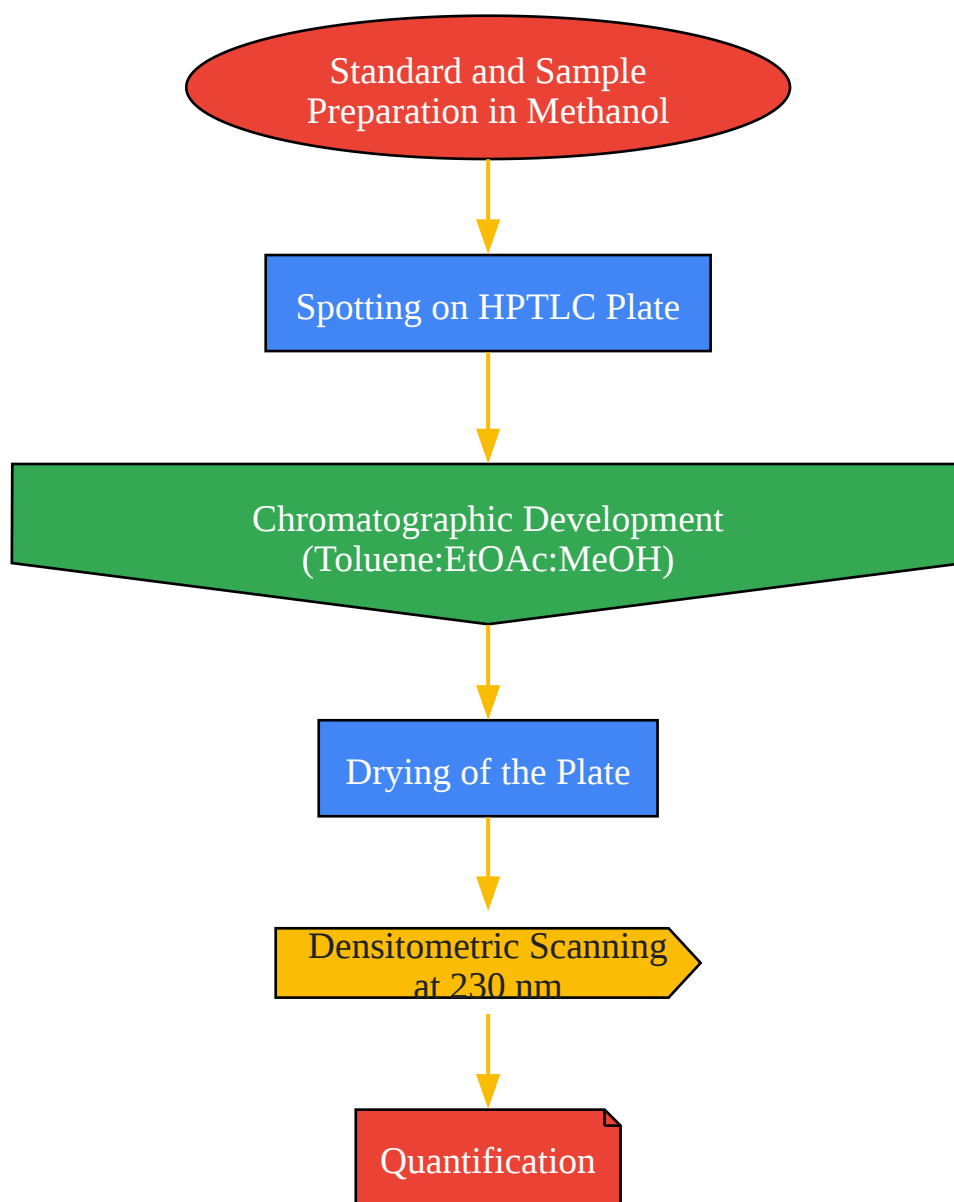 Standard and Sample
Preparation in Methanol
Spotting on HPTLC Plate
Chromatographic Development
(Toluene:EtOAc:MeOH)
Drying of the Plate
Densitometric Scanning
at 230 nm
Quantification